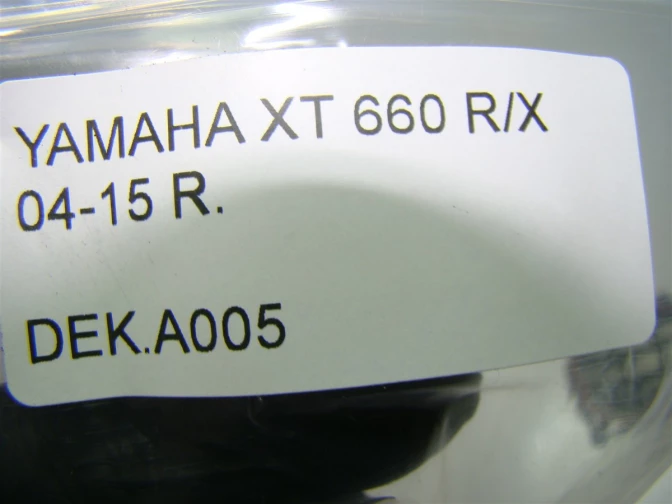 YAMAHA XT 660 R/X
04-15 R.
DEK.A005